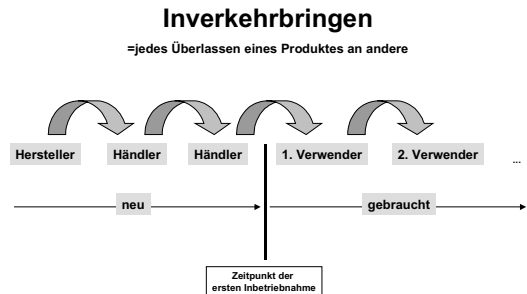 Inverkehrbringen
=jedes Überlassen eines Produktes an andere
Hersteller Händler Händler 1. Verwender 2. Verwender ...
neu gebraucht
Zeitpunkt der
ersten Inbetriebnahme